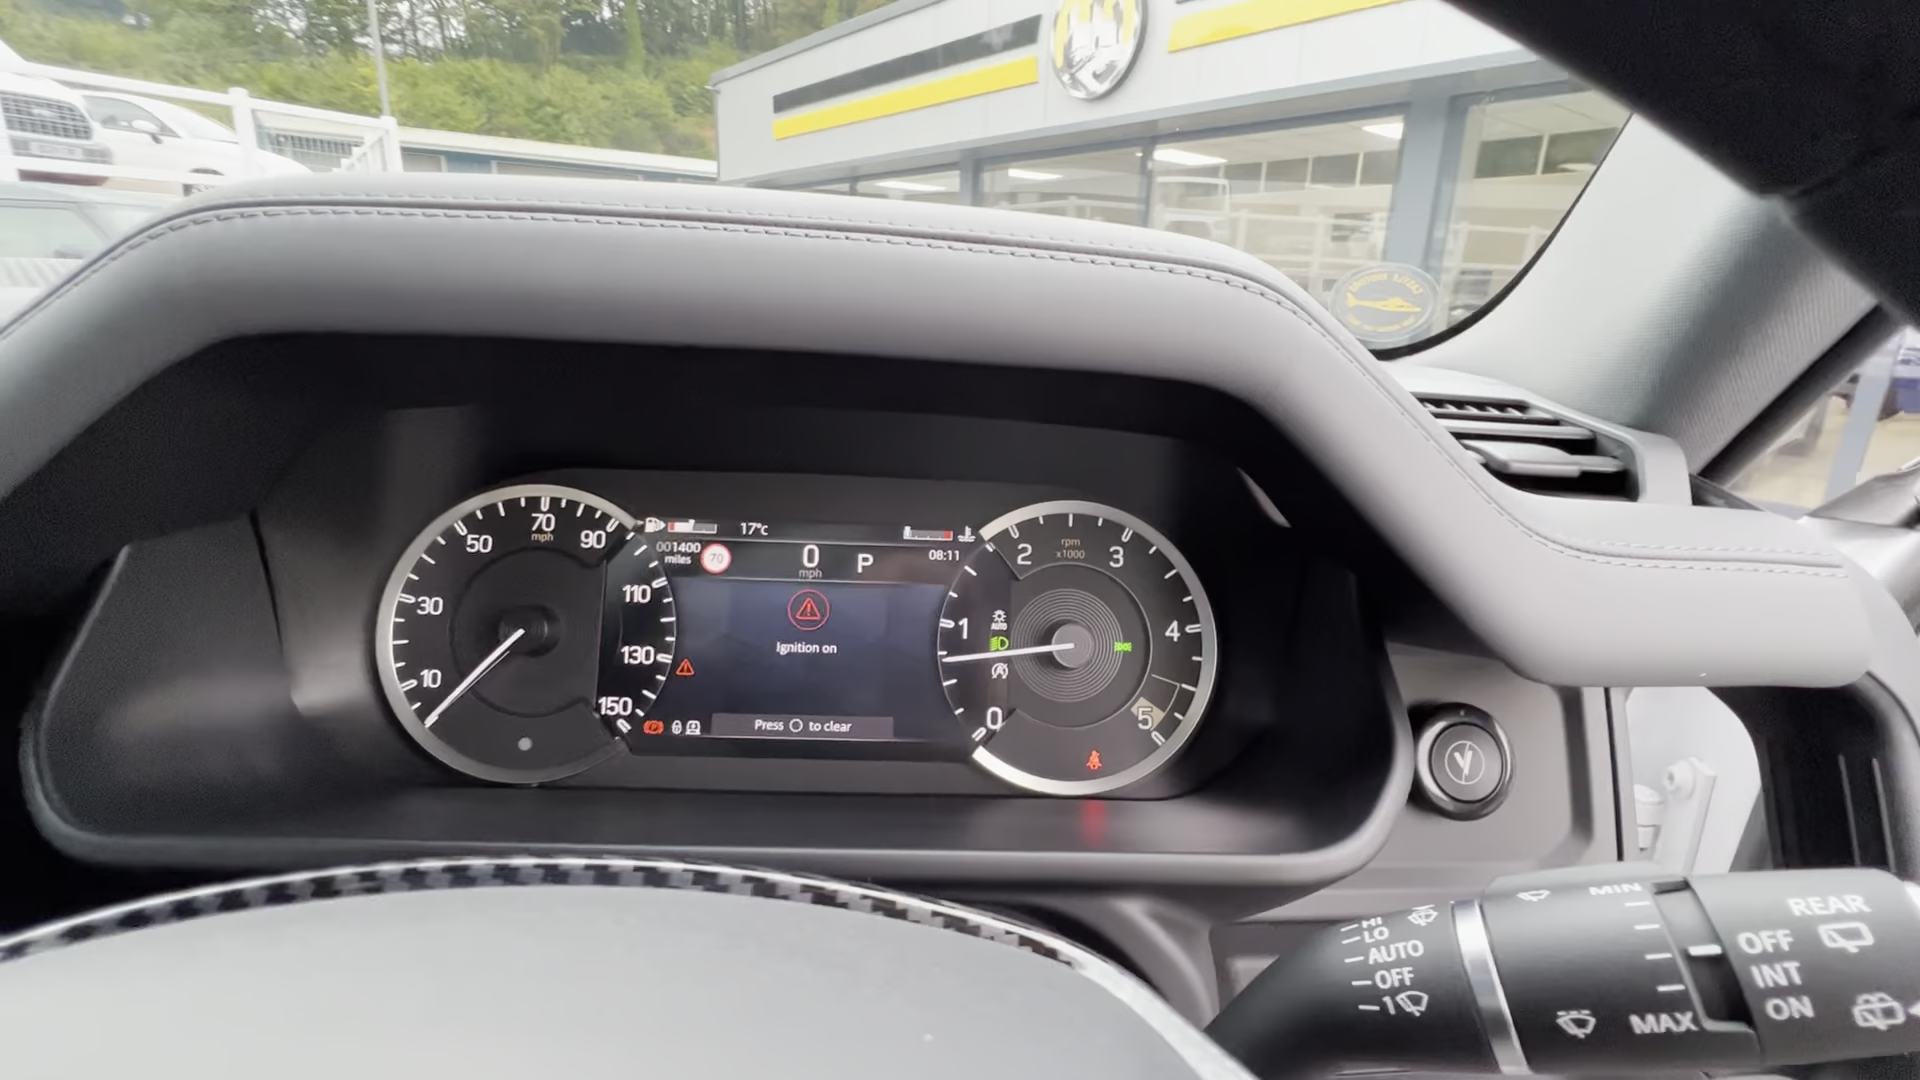 70
mph
50
90
30
110
10
130
150
17°c
001400
miles
70
0
mph
P
08:11
Ignition on
Press to clear
2
rpm
x1000
3
1
AUTO
4
0
5
HI
LO
AUTO
OFF
1
MIN
MAX
REAR
OFF
INT
ON